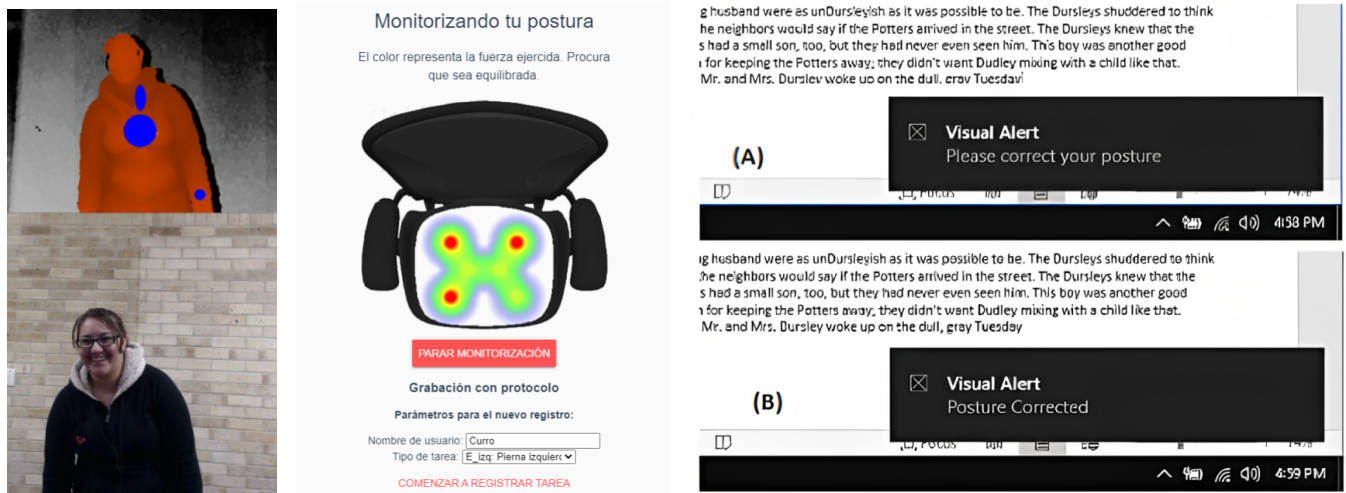 Monitorizando tu postura
El color representa la fuerza ejercida. Procura
que sea equilibrada.
PARAR MONITORIZACIÓN
Grabación con protocolo
Parámetros para el nuevo registro:
Nombre de usuario: Curro
Tipo de tarea: E_izq: Pierna izquierc
COMENZAR A REGISTRAR TAREA
g husband were as unDursleyish as it was possible to be. The Dursleys shuddered to think
he neighbors would say if the Potters arrived in the street. The Dursleys knew that the
s had a small son, too, but they had never even seen him. This boy was another good
for keeping the Potters away; they didn't want Dudley mixing with a child like that.
Mr. and Mrs. Dursley woke up on the dull, gray Tuesday
Visual Alert
Please correct your posture
(A)
4:58 PM
g husband were as unDursleyish as it was possible to be. The Dursleys shuddered to think
he neighbors would say if the Potters arrived in the street. The Dursleys knew that the
s had a small son, too, but they had never even seen him. This boy was another good
for keeping the Potters away; they didn't want Dudley mixing with a child like that.
Mr. and Mrs. Dursley woke up on the dull, gray Tuesday
Visual Alert
Posture Corrected
(B)
4:59 PM